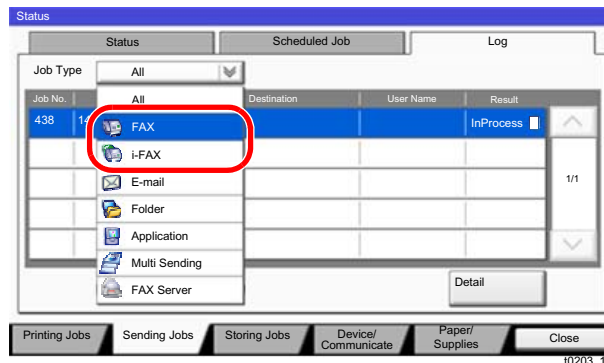 Status
Status Scheduled Job Log
Job Type All
Job No. All Destination User Name Result
438 14 FAX InProcess
i-FAX
E-mail 1/1
Folder
Application
Multi Sending
FAX Server Detail
Printing Jobs Sending Jobs Storing Jobs Device/ Communicate Paper/ Supplies Close
t0203_1